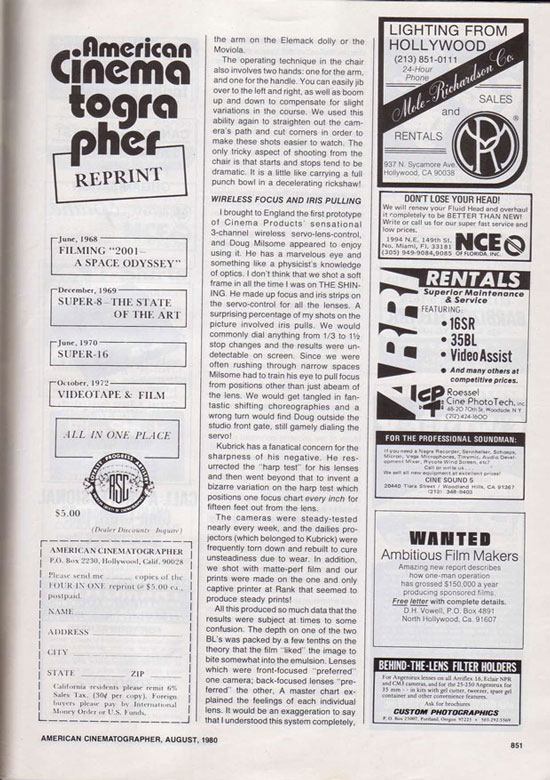 American
Cinema
togra
pher
REPRINT
June, 1968
FILMING "2001–
A SPACE ODYSSEY"
December, 1969
SUPER-8—THE STATE
OF THE ART
June, 1970
SUPER-16
October, 1972
VIDEOTAPE & FILM
ALL IN ONE PLACE
ASC
$5.00
(Dealer Discounts Inquire)
AMERICAN CINEMATOGRAPHER
P.O. Box 2230, Hollywood, Calif. 90028
Please send me copies of the
FOUR-IN-ONE reprint @ $5.00 ea.,
postpaid.
NAME
ADDRESS
CITY
STATE ZIP
California residents please remit 6%
Sales Tax. (30¢ per copy). Foreign
buyers please pay by International
Money Order or U.S. Funds.
the arm on the Elemack dolly or the
Moviola.
The operating technique in the chair
also involves two hands: one for the arm,
and one for the handle. You can easily jib
over to the left and right, as well as boom
up and down to compensate for slight
variations in the course. We used this
ability again to straighten out the cam-
era's path and cut corners in order to
make these shots easier to watch. The
only tricky aspect of shooting from the
chair is that starts and stops tend to be
dramatic. It is a little like carrying a full
punch bowl in a decelerating rickshaw!
WIRELESS FOCUS AND IRIS PULLING
I brought to England the first prototype
of Cinema Products' sensational
3-channel wireless servo-lens-control,
and Doug Milsome appeared to enjoy
using it. He has a marvelous eye and
something like a physicist's knowledge
of optics. I don't think that we shot a soft
frame in all the time I was on THE SHIN-
ING. He made up focus and iris strips on
the servo-control for all the lenses. A
surprising percentage of my shots on the
picture involved iris pulls. We would
commonly dial anything from 1/3 to 1½
stop changes and the results were un-
detectable on screen. Since we were
often rushing through narrow spaces
Milsome had to train his eye to pull focus
from positions other than just abeam of
the lens. We would get tangled in fan-
tastic shifting choreographies and a
wrong turn would find Doug outside the
studio front gate, still gamely dialing the
servo!
Kubrick has a fanatical concern for the
sharpness of his negative. He res-
urrected the "harp test" for his lenses
and then went beyond that to invent a
bizarre variation on the harp test which
positions one focus chart every inch for
fifteen feet out from the lens.
The cameras were steady-tested
nearly every week, and the dailies pro-
jectors (which belonged to Kubrick) were
frequently torn down and rebuilt to cure
unsteadiness due to wear. In addition,
we shot with matte-perf film and our
prints were made on the one and only
captive printer at Rank that seemed to
produce steady prints!
All this produced so much data that the
results were subject at times to some
confusion. The depth on one of the two
BL's was packed by a few tenths on the
theory that the film "liked" the image to
bite somewhat into the emulsion. Lenses
which were front-focused "preferred"
one camera; back-focused lenses "pre-
ferred" the other. A master chart ex-
plained the feelings of each individual
lens. It would be an exaggeration to say
that I understood this system completely,
LIGHTING FROM
HOLLYWOOD
(213) 851-0111
24-Hour
Phone
Mole-Richardson Co.
SALES
and
RENTALS
937 N. Sycamore Ave
Hollywood, CA 90038
DON'T LOSE YOUR HEAD!
We will renew your Fluid Head and overhaul
it completely to be BETTER THAN NEW!
Write or call us for our super fast service and
low prices.
1994 N.E. 149th St.
No. Miami, FL 33181
(305) 949-9084,9085
NCE
OF FLORIDA, INC.
ARRI
RENTALS
Superior Maintenance
& Service
FEATURING:
• 16SR
• 35BL
• Video Assist
• And many others at
competitive prices.
Roessel
Cine PhotoTech, inc.
48-20 70th St. Woodside N.Y.
(212) 424-1600
FOR THE PROFESSIONAL SOUNDMAN:
If you need a Nagra Recorder, Sennheiser, Schoeps,
Micron, Vega Microphones, Tinymic, Audio Devel-
opment Mixer, Rycote Wind Screen, etc?
Call or write us
We sell all new equipment at excellent prices!
CINE SOUND 5
20440 Tiara Street / Woodland Hills, CA 91367
(213) 348-9403
WANTED
Ambitious Film Makers
Amazing new report describes
how one-man operation
has grossed $150,000 a year
producing sponsored films.
Free letter with complete details.
D.H. Vowell, P.O. Box 4891
North Hollywood, Ca. 91607
BEHIND-THE-LENS FILTER HOLDERS
For Angenieux lenses on all Arriflex 16, Eclair NPR
and CM3 cameras, and for the 25-250 Angenieux for
35 mm - in kits with gel cutter, tweezer, spare gel
container and other convenience features.
Ask for brochures
CUSTOM PHOTOGRAPHICS
AMERICAN CINEMATOGRAPHER, AUGUST, 1980
851